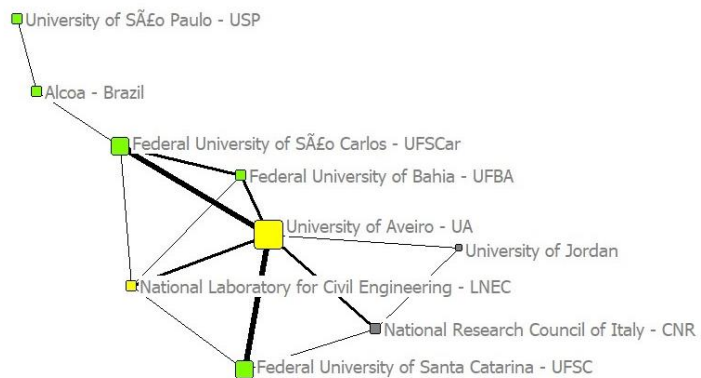 University of SÃ£o Paulo - USP
Alcoa - Brazil
Federal University of SÃ£o Carlos - UFSCar
Federal University of Bahia - UFBA
University of Aveiro - UA
University of Jordan
National Laboratory for Civil Engineering - LNEC
National Research Council of Italy - CNR
Federal University of Santa Catarina - UFSC